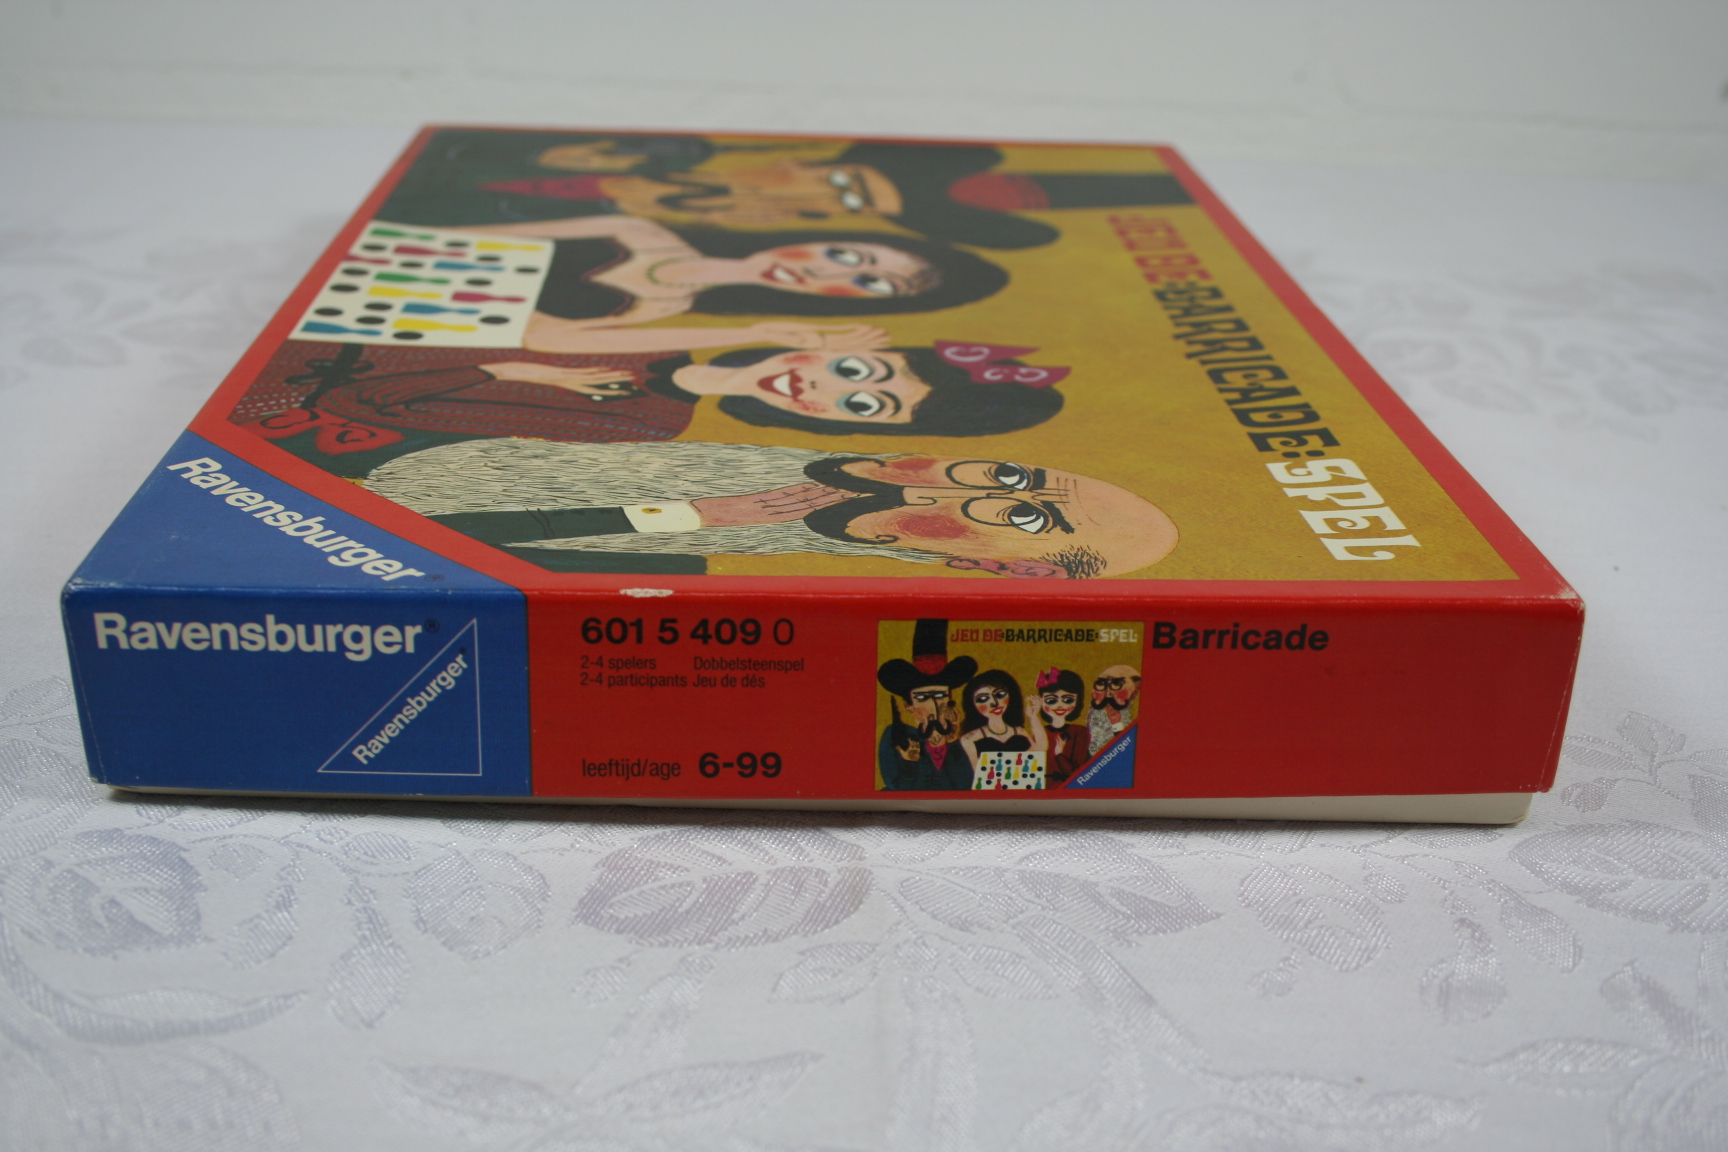 JEU DE·BARRICADE·SPEL
Ravensburger®
Ravensburger®
Ravensburger®
601 5 409 0
2-4 spelers Dobbelsteenspel
2-4 participants Jeu de dés
leeftijd/age 6-99
JEU DE·BARRICADE·SPEL
Ravensburger
Barricade